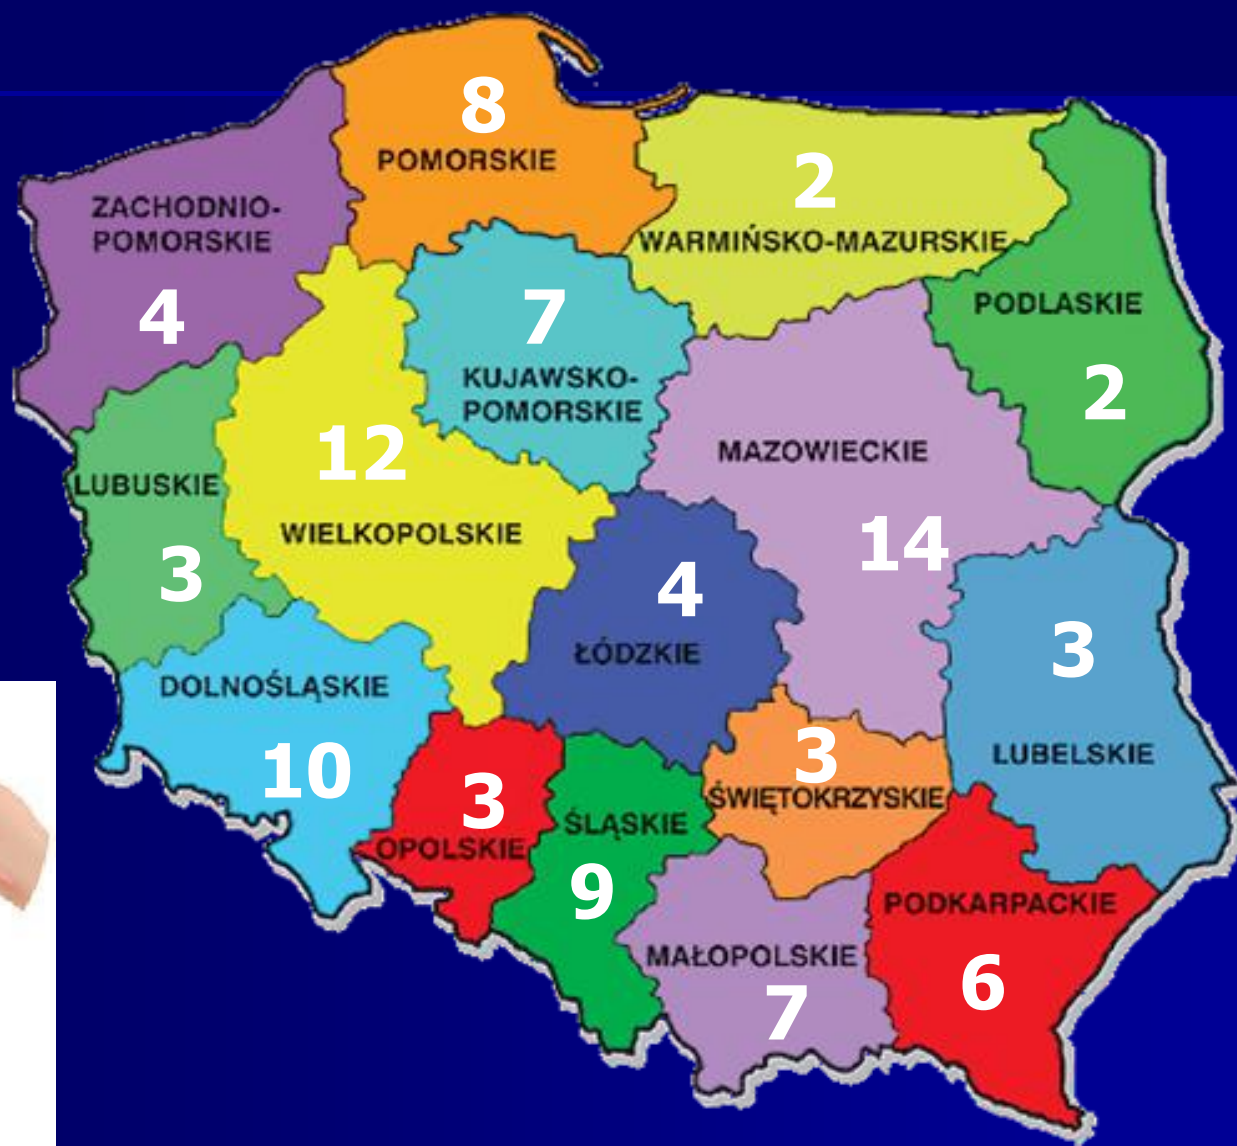 8
POMORSKIE
2
WARMIŃSKO-MAZURSKIE
ZACHODNIO-
POMORSKIE
4
7
KUJAWSKO-
POMORSKIE
PODLASKIE
2
12
WIELKOPOLSKIE
MAZOWIECKIE
14
LUBUSKIE
3
4
ŁÓDZKIE
3
LUBELSKIE
DOLNOŚLĄSKIE
10
3
OPOLSKIE
ŚLĄSKIE
9
3
ŚWIĘTOKRZYSKIE
MAŁOPOLSKIE
7
PODKARPACKIE
6